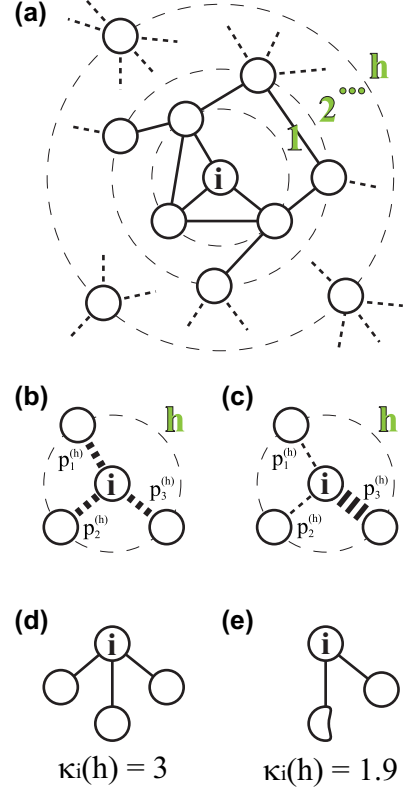 (a)
h
2
1
i
(b) (c)
h h
p₁⁽ʰ⁾ i p₃⁽ʰ⁾ p₁⁽ʰ⁾ i p₃⁽ʰ⁾
p₂⁽ʰ⁾ p₂⁽ʰ⁾
(d) (e)
i i
κi(h) = 3 κi(h) = 1.9